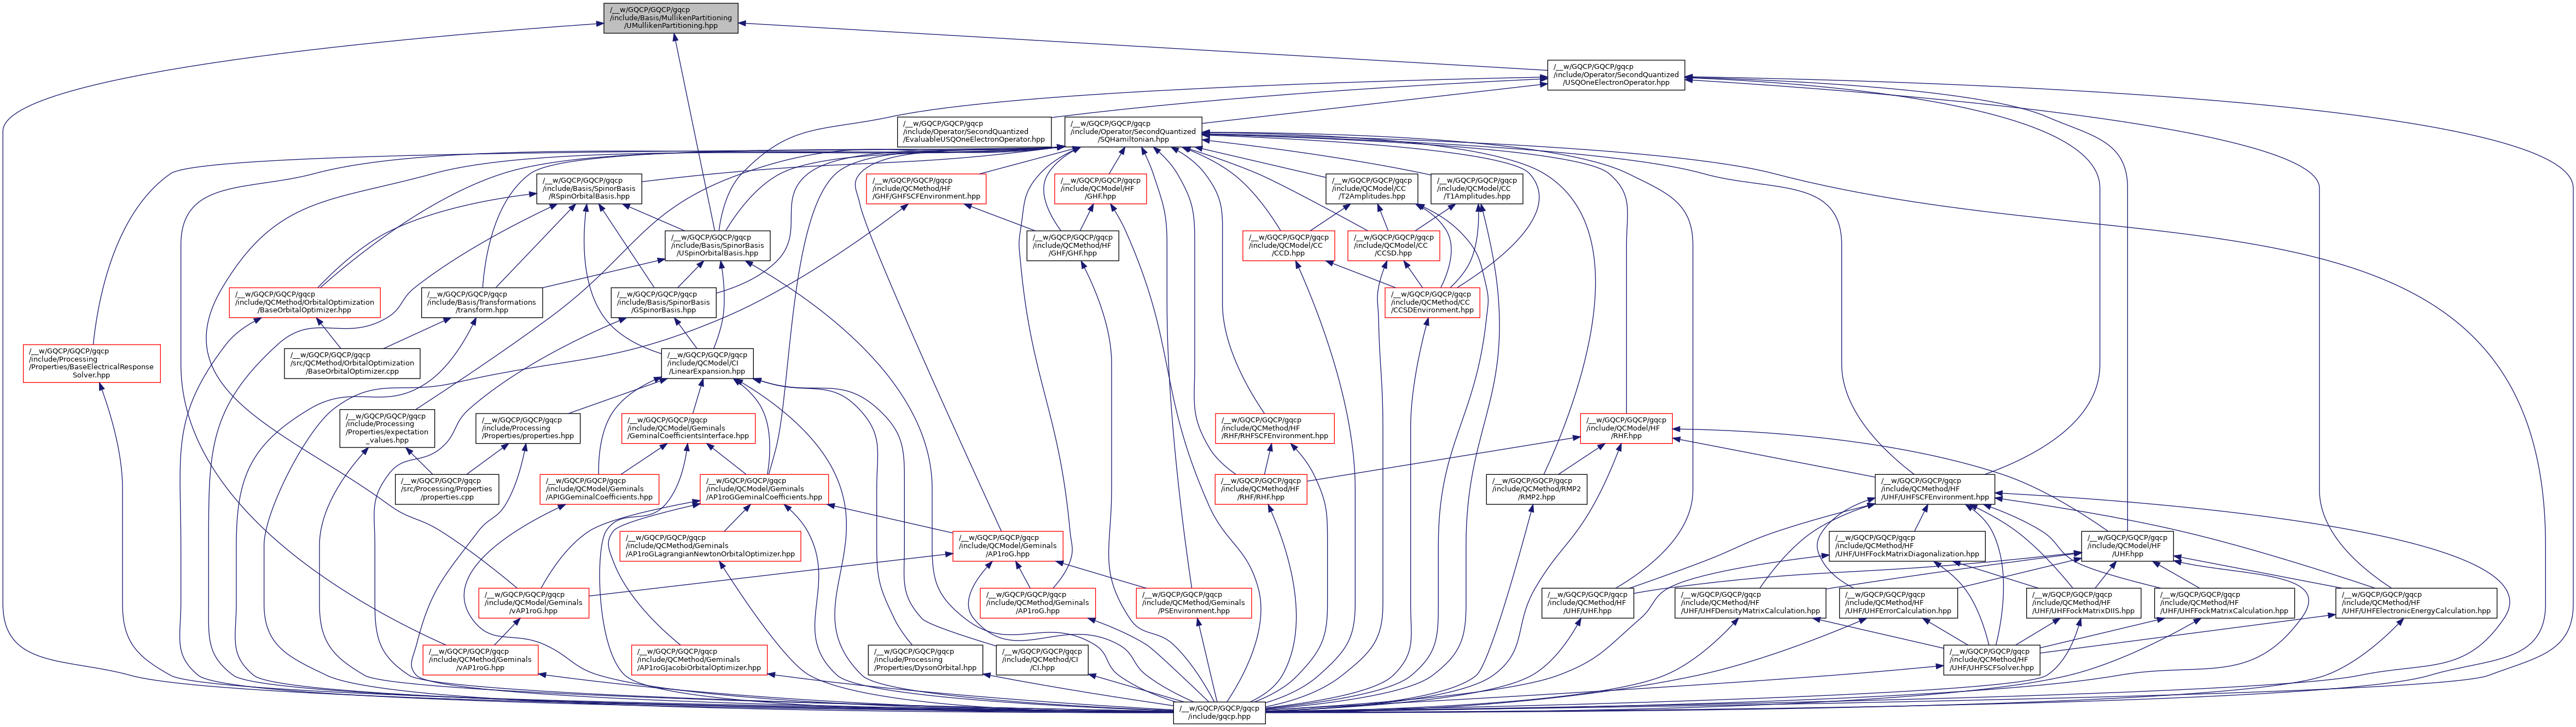 /__w/GQCP/GQCP/gqcp
/include/Basis/MullikenPartitioning
/UMullikenPartitioning.hpp
/__w/GQCP/GQCP/gqcp
/include/Operator/SecondQuantized
/USQOneElectronOperator.hpp
/__w/GQCP/GQCP/gqcp
/include/Operator/SecondQuantized
/EvaluableUSQOneElectronOperator.hpp
/__w/GQCP/GQCP/gqcp
/include/Operator/SecondQuantized
/SQHamiltonian.hpp
/__w/GQCP/GQCP/gqcp
/include/Basis/SpinorBasis
/RSpinOrbitalBasis.hpp
/__w/GQCP/GQCP/gqcp
/include/QCMethod/HF
/GHF/GHFSCFEnvironment.hpp
/__w/GQCP/GQCP/gqcp
/include/QCModel/HF
/GHF.hpp
/__w/GQCP/GQCP/gqcp
/include/QCModel/CC
/T2Amplitudes.hpp
/__w/GQCP/GQCP/gqcp
/include/QCModel/CC
/T1Amplitudes.hpp
/__w/GQCP/GQCP/gqcp
/include/Basis/SpinorBasis
/USpinOrbitalBasis.hpp
/__w/GQCP/GQCP/gqcp
/include/QCMethod/HF
/GHF/GHF.hpp
/__w/GQCP/GQCP/gqcp
/include/QCModel/CC
/CCD.hpp
/__w/GQCP/GQCP/gqcp
/include/QCModel/CC
/CCSD.hpp
/__w/GQCP/GQCP/gqcp
/include/QCMethod/OrbitalOptimization
/BaseOrbitalOptimizer.hpp
/__w/GQCP/GQCP/gqcp
/include/Basis/Transformations
/transform.hpp
/__w/GQCP/GQCP/gqcp
/include/Basis/SpinorBasis
/GSpinorBasis.hpp
/__w/GQCP/GQCP/gqcp
/include/QCMethod/CC
/CCSDEnvironment.hpp
/__w/GQCP/GQCP/gqcp
/include/Processing
/Properties/BaseElectricalResponse
Solver.hpp
/__w/GQCP/GQCP/gqcp
/src/QCMethod/OrbitalOptimization
/BaseOrbitalOptimizer.cpp
/__w/GQCP/GQCP/gqcp
/include/QCModel/CI
/LinearExpansion.hpp
/__w/GQCP/GQCP/gqcp
/include/Processing
/Properties/expectation
_values.hpp
/__w/GQCP/GQCP/gqcp
/include/Processing
/Properties/properties.hpp
/__w/GQCP/GQCP/gqcp
/include/QCModel/Geminals
/GeminalCoefficientsInterface.hpp
/__w/GQCP/GQCP/gqcp
/include/QCMethod/HF
/RHF/RHFSCFEnvironment.hpp
/__w/GQCP/GQCP/gqcp
/include/QCModel/HF
/RHF.hpp
/__w/GQCP/GQCP/gqcp
/src/Processing/Properties
/properties.cpp
/__w/GQCP/GQCP/gqcp
/include/QCModel/Geminals
/APIGGeminalCoefficients.hpp
/__w/GQCP/GQCP/gqcp
/include/QCModel/Geminals
/AP1roGGeminalCoefficients.hpp
/__w/GQCP/GQCP/gqcp
/include/QCMethod/HF
/RHF/RHF.hpp
/__w/GQCP/GQCP/gqcp
/include/QCMethod/RMP2
/RMP2.hpp
/__w/GQCP/GQCP/gqcp
/include/QCMethod/HF
/UHF/UHFSCFEnvironment.hpp
/__w/GQCP/GQCP/gqcp
/include/QCMethod/Geminals
/AP1roGLagrangianNewtonOrbitalOptimizer.hpp
/__w/GQCP/GQCP/gqcp
/include/QCModel/Geminals
/AP1roG.hpp
/__w/GQCP/GQCP/gqcp
/include/QCMethod/HF
/UHF/UHFFockMatrixDiagonalization.hpp
/__w/GQCP/GQCP/gqcp
/include/QCModel/HF
/UHF.hpp
/__w/GQCP/GQCP/gqcp
/include/QCModel/Geminals
/vAP1roG.hpp
/__w/GQCP/GQCP/gqcp
/include/QCMethod/Geminals
/AP1roG.hpp
/__w/GQCP/GQCP/gqcp
/include/QCMethod/Geminals
/PSEnvironment.hpp
/__w/GQCP/GQCP/gqcp
/include/QCMethod/HF
/UHF/UHF.hpp
/__w/GQCP/GQCP/gqcp
/include/QCMethod/HF
/UHF/UHFDensityMatrixCalculation.hpp
/__w/GQCP/GQCP/gqcp
/include/QCMethod/HF
/UHF/UHFErrorCalculation.hpp
/__w/GQCP/GQCP/gqcp
/include/QCMethod/HF
/UHF/UHFFockMatrixDIIS.hpp
/__w/GQCP/GQCP/gqcp
/include/QCMethod/HF
/UHF/UHFFockMatrixCalculation.hpp
/__w/GQCP/GQCP/gqcp
/include/QCMethod/HF
/UHF/UHFElectronicEnergyCalculation.hpp
/__w/GQCP/GQCP/gqcp
/include/QCMethod/Geminals
/vAP1roG.hpp
/__w/GQCP/GQCP/gqcp
/include/QCMethod/Geminals
/AP1roGJacobiOrbitalOptimizer.hpp
/__w/GQCP/GQCP/gqcp
/include/Processing
/Properties/DysonOrbital.hpp
/__w/GQCP/GQCP/gqcp
/include/QCMethod/CI
/CI.hpp
/__w/GQCP/GQCP/gqcp
/include/QCMethod/HF
/UHF/UHFSCFSolver.hpp
/__w/GQCP/GQCP/gqcp
/include/gqcp.hpp